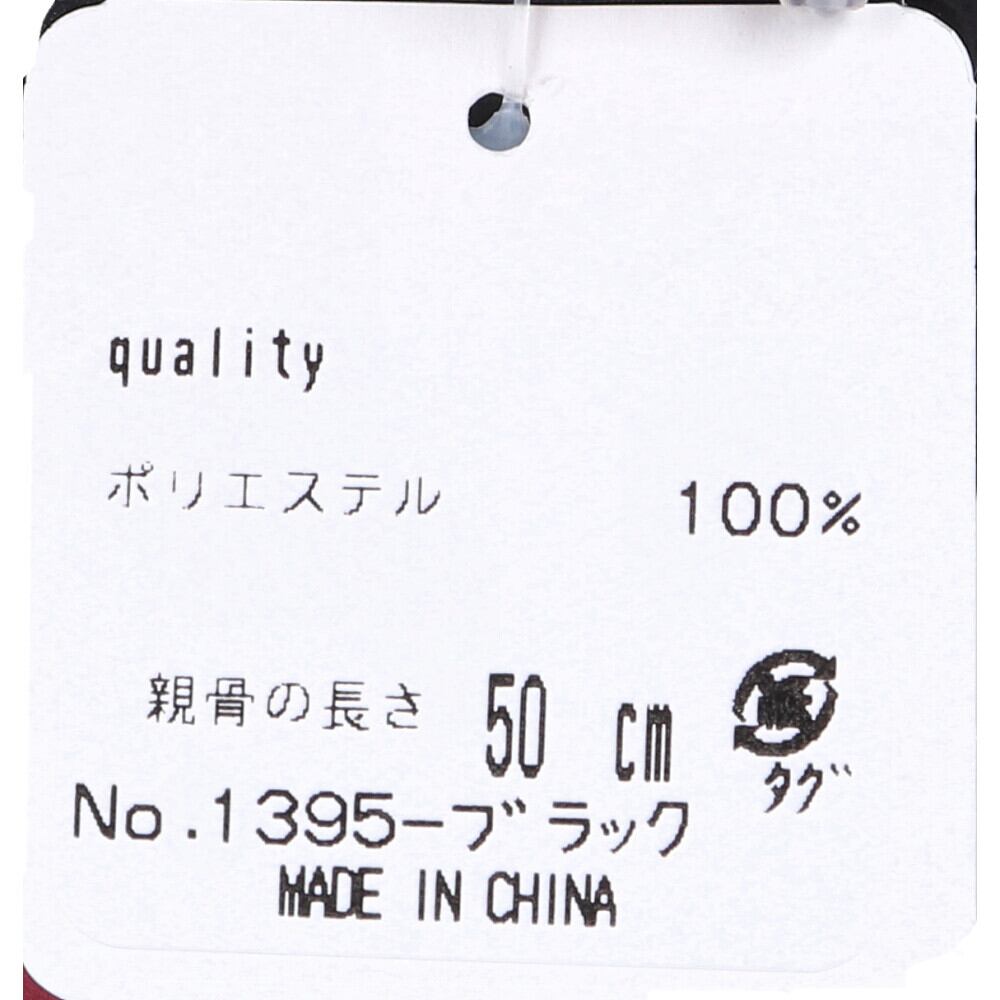 quality
ポリエステル 100%
親骨の長さ 50 cm
タグ
No.1395-ブラック
MADE IN CHINA